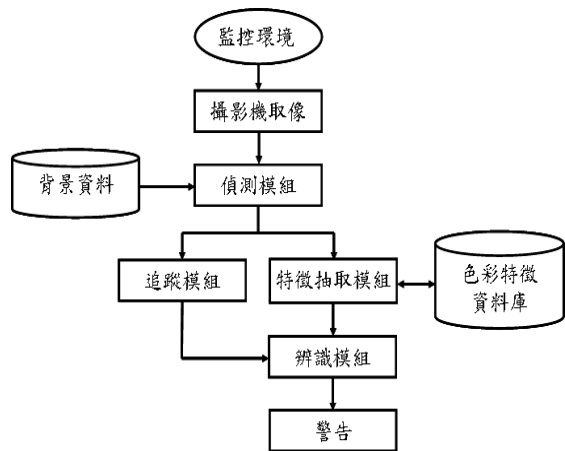 監控環境
攝影機取像
背景資料
偵測模組
追蹤模組
特徵抽取模組
色彩特徵
資料庫
辨識模組
警告